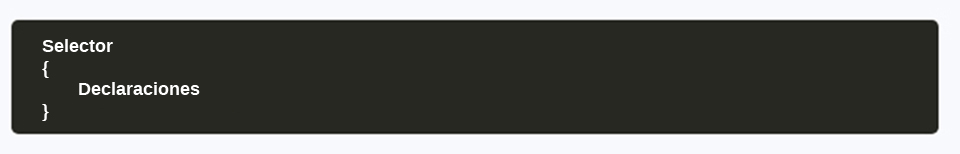 Selector
{
Declaraciones
}